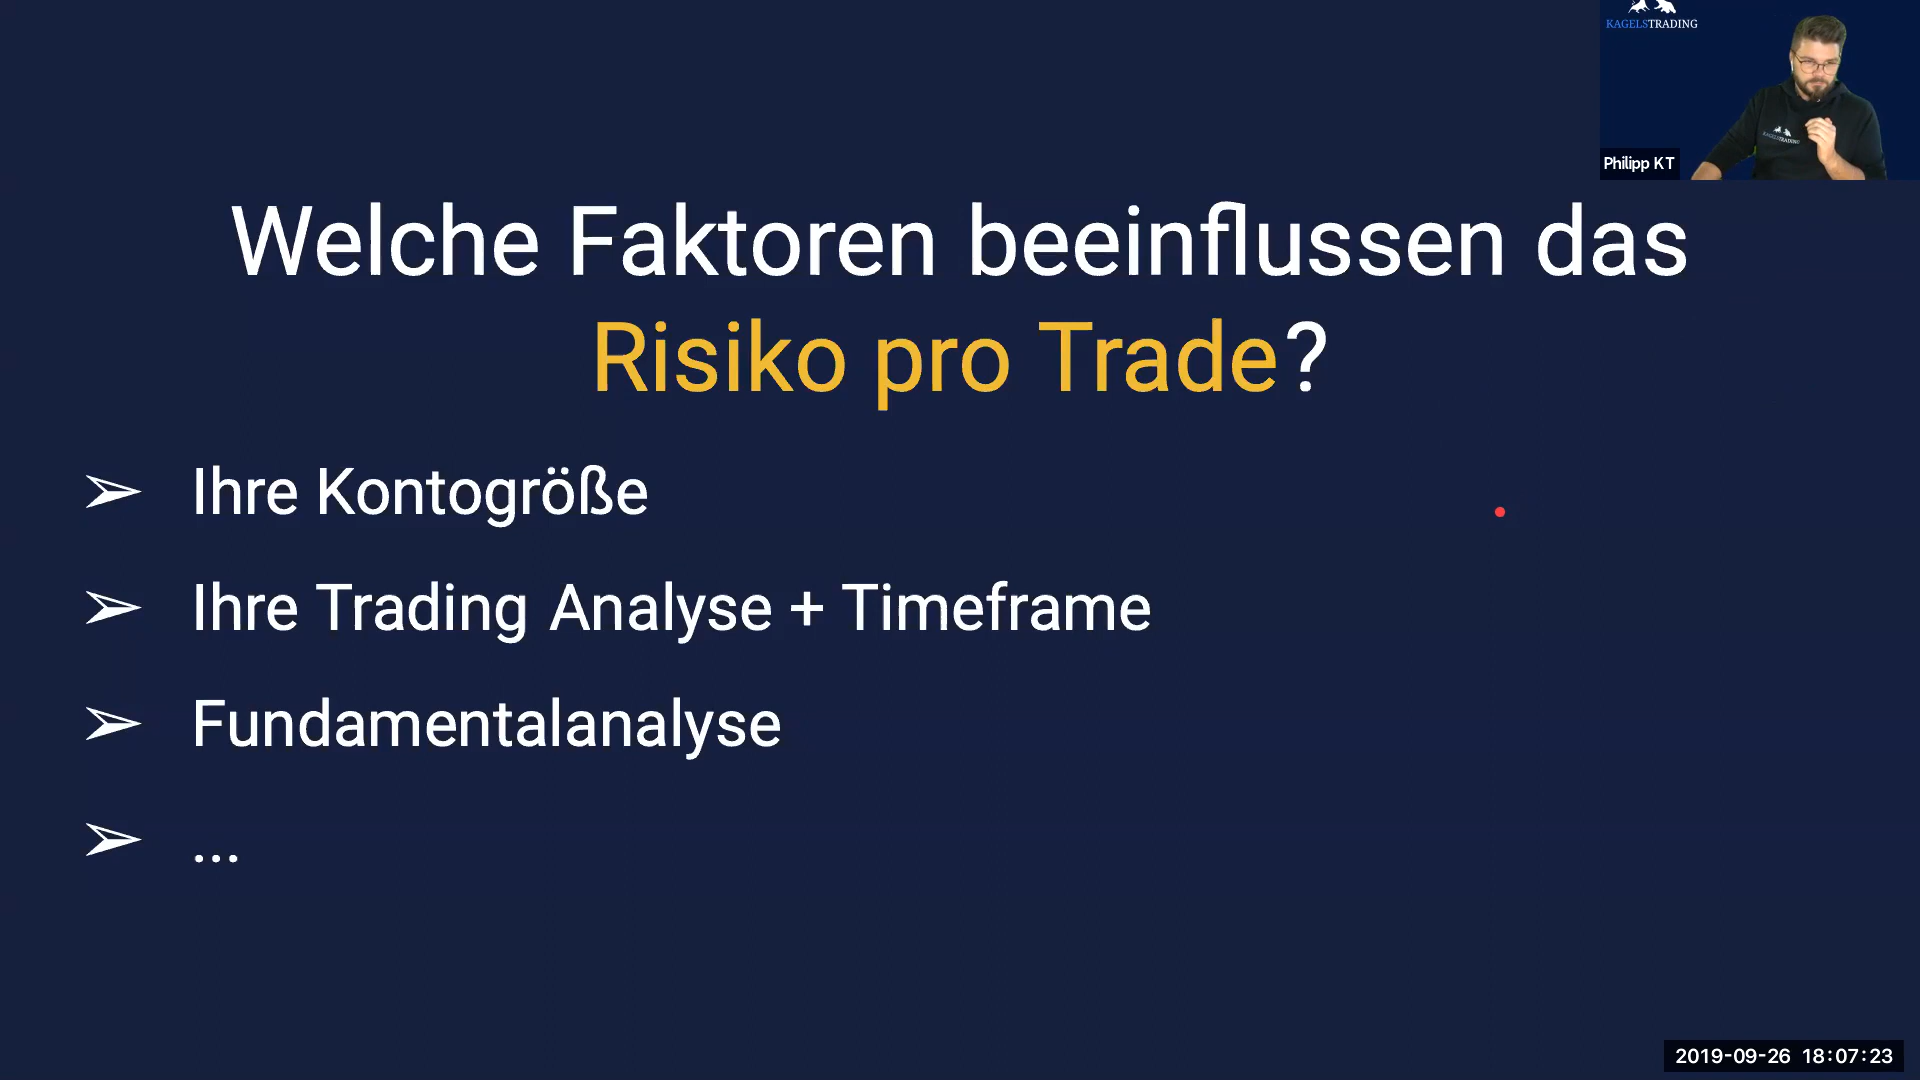 KAGELSTRADING
KAGELSTRADING
Philipp KT
Welche Faktoren beeinflussen das
Risiko pro Trade?
➢ Ihre Kontogröße
➢ Ihre Trading Analyse + Timeframe
➢ Fundamentalanalyse
➢ ...
2019-09-26 18:07:23